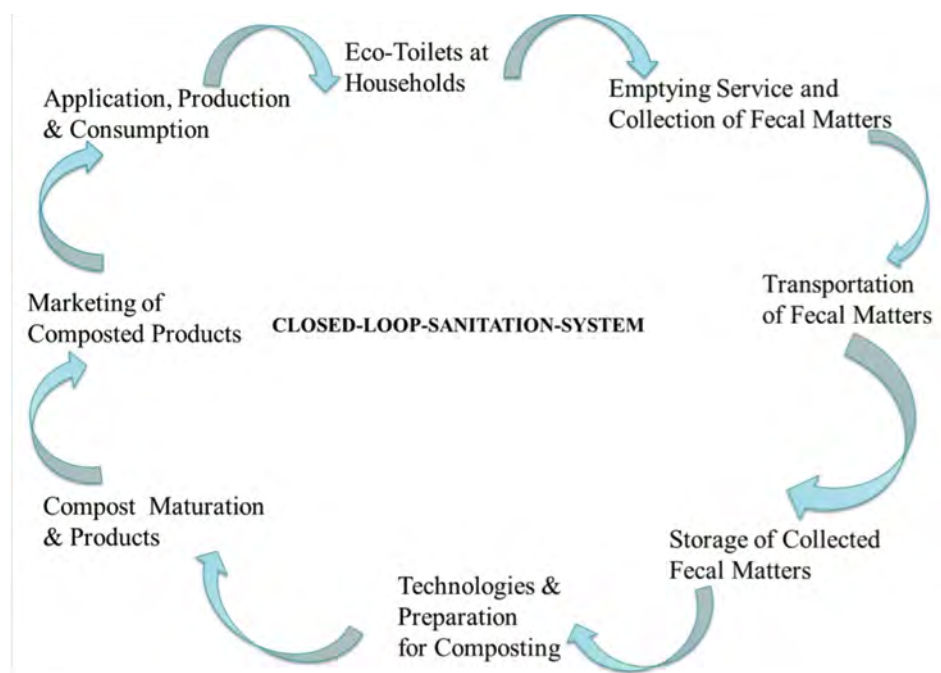 Eco-Toilets at
Households
Emptying Service and
Collection of Fecal Matters
Transportation
of Fecal Matters
Storage of Collected
Fecal Matters
Technologies &
Preparation
for Composting
Compost Maturation
& Products
Marketing of
Composted Products
Application, Production
& Consumption
CLOSED-LOOP-SANITATION-SYSTEM